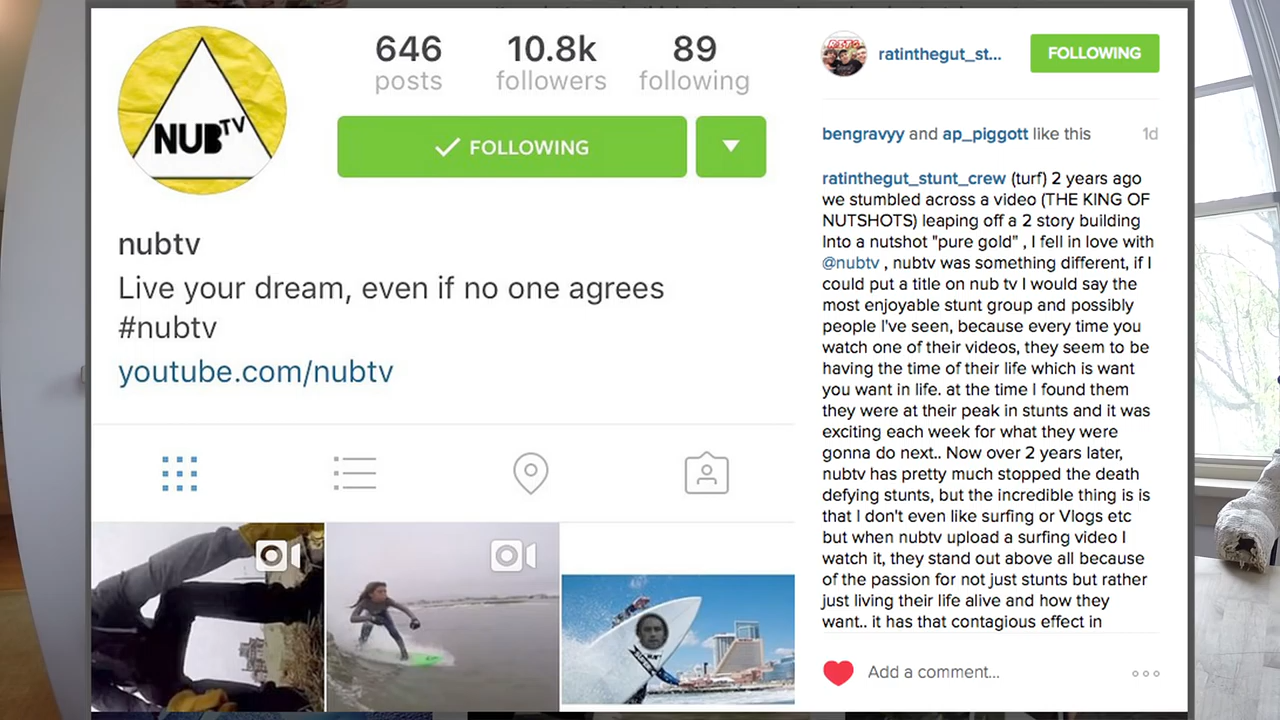 NUBTV
646
posts
10.8k
followers
89
following
FOLLOWING
nubtv
Live your dream, even if no one agrees
#nubtv
youtube.com/nubtv
ratinthegut_st...
FOLLOWING
bengravyy and ap_piggott like this
1d
ratinthegut_stunt_crew (turf) 2 years ago
we stumbled across a video (THE KING OF
NUTSHOTS) leaping off a 2 story building
Into a nutshot "pure gold" , I fell in love with
@nubtv , nubtv was something different, if I
could put a title on nub tv I would say the
most enjoyable stunt group and possibly
people I've seen, because every time you
watch one of their videos, they seem to be
having the time of their life which is want
you want in life. at the time I found them
they were at their peak in stunts and it was
exciting each week for what they were
gonna do next.. Now over 2 years later,
nubtv has pretty much stopped the death
defying stunts, but the incredible thing is is
that I don't even like surfing or Vlogs etc
but when nubtv upload a surfing video I
watch it, they stand out above all because
of the passion for not just stunts but rather
just living their life alive and how they
want.. it has that contagious effect in
Add a comment...